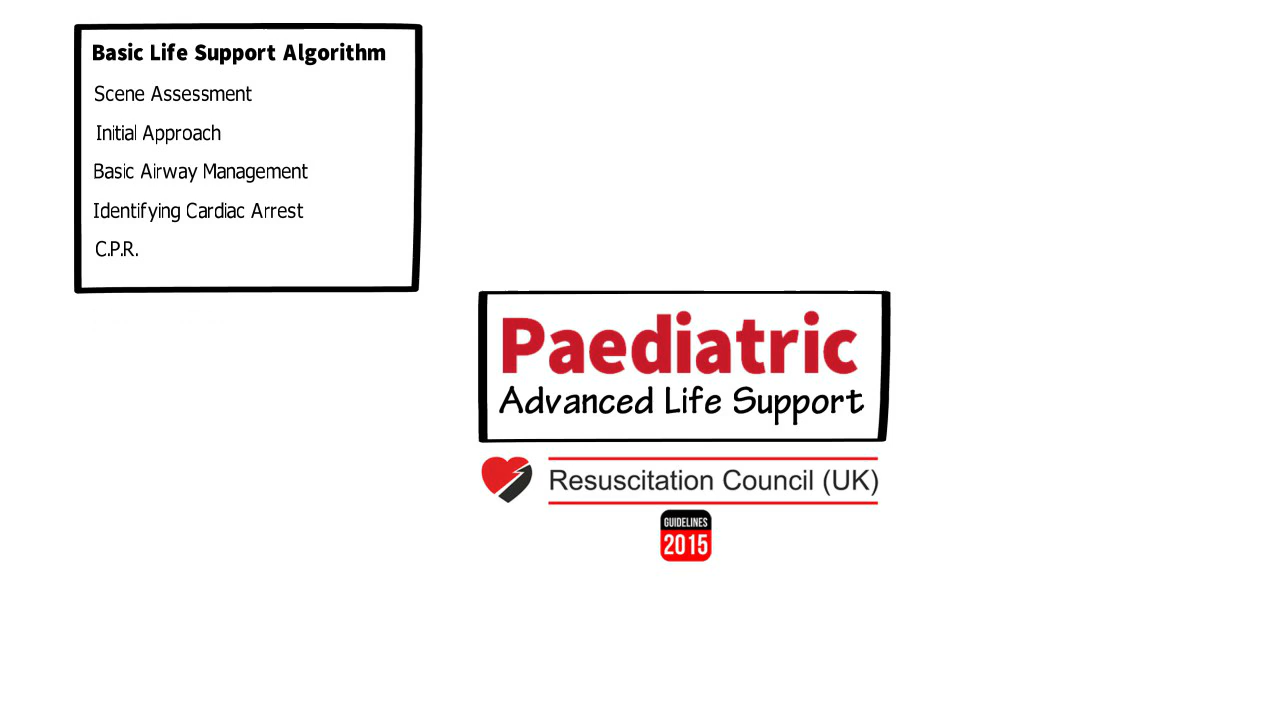 Basic Life Support Algorithm
Scene Assessment
Initial Approach
Basic Airway Management
Identifying Cardiac Arrest
C.P.R.
Paediatric
Advanced Life Support
Resuscitation Council (UK)
GUIDELINES
2015